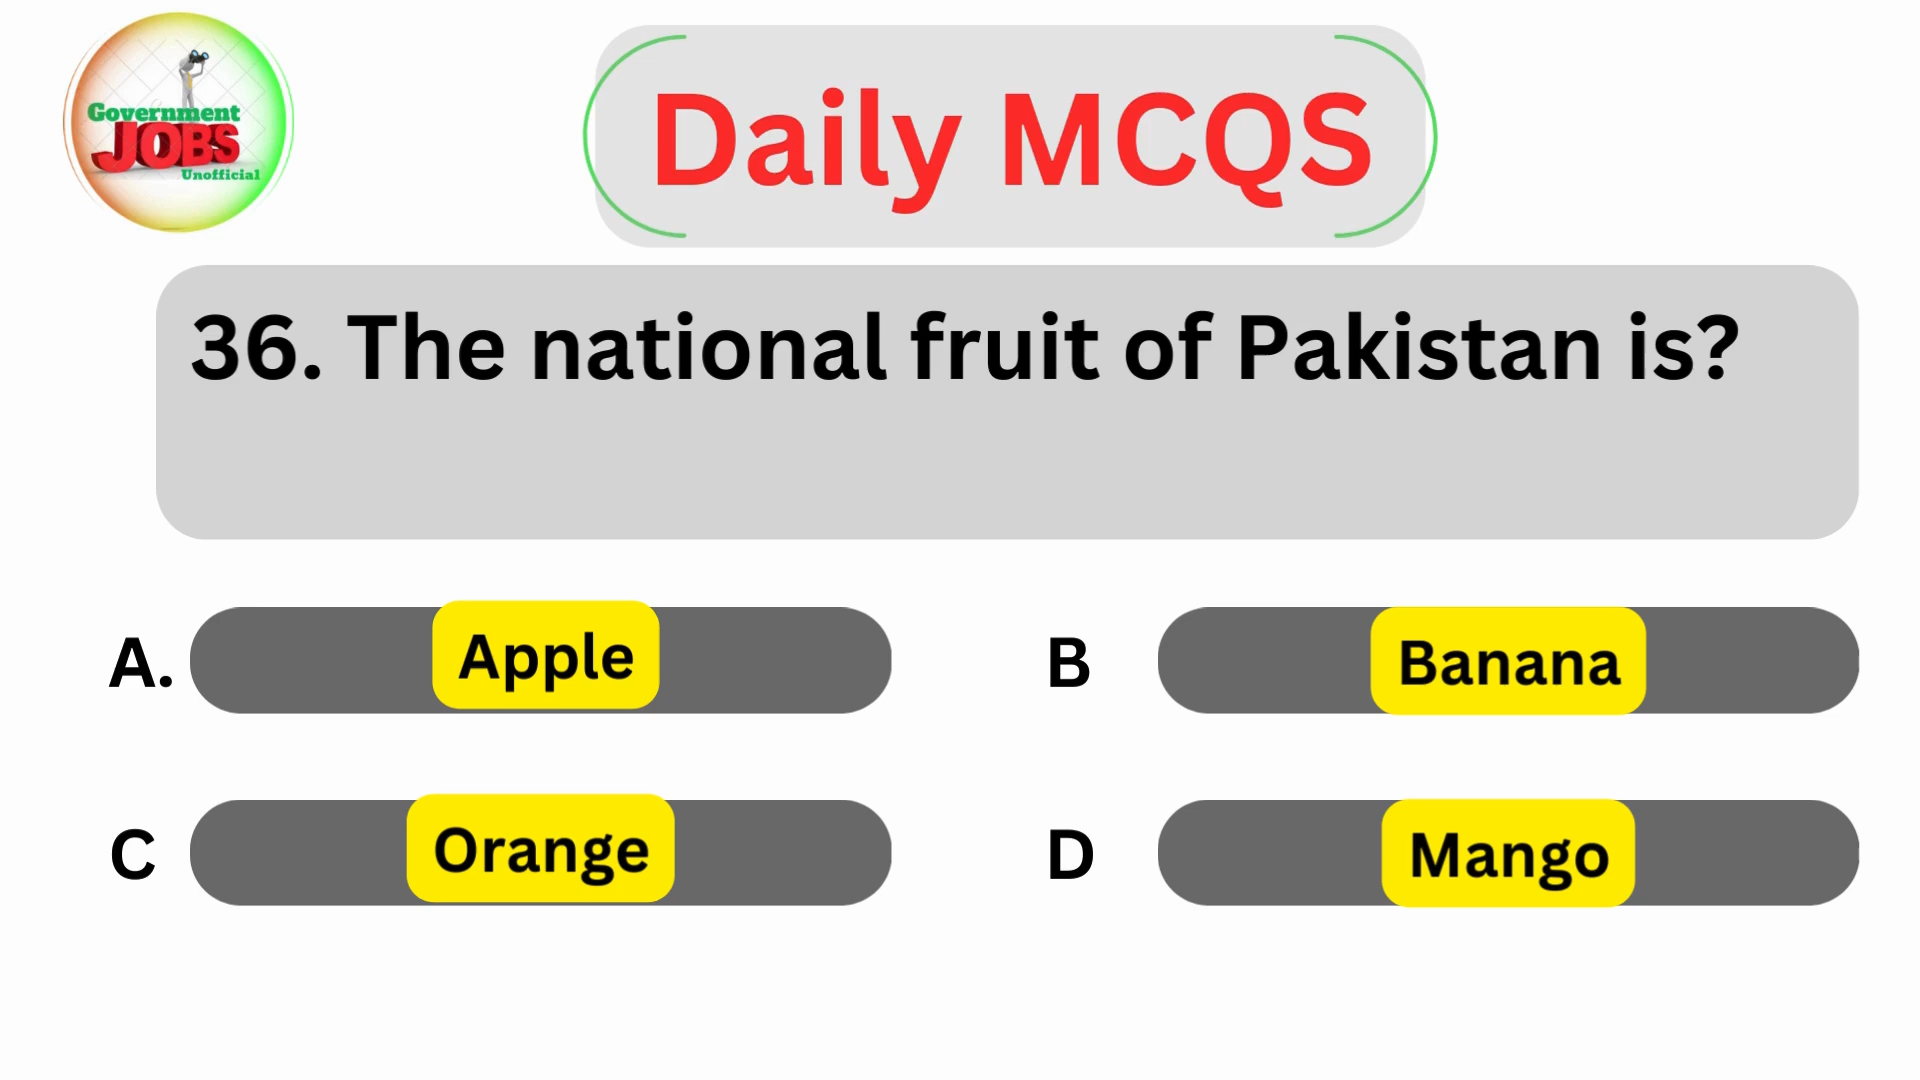 Government
JOBS
Unofficial
Daily MCQS
36. The national fruit of Pakistan is?
A. Apple
B Banana
C Orange
D Mango